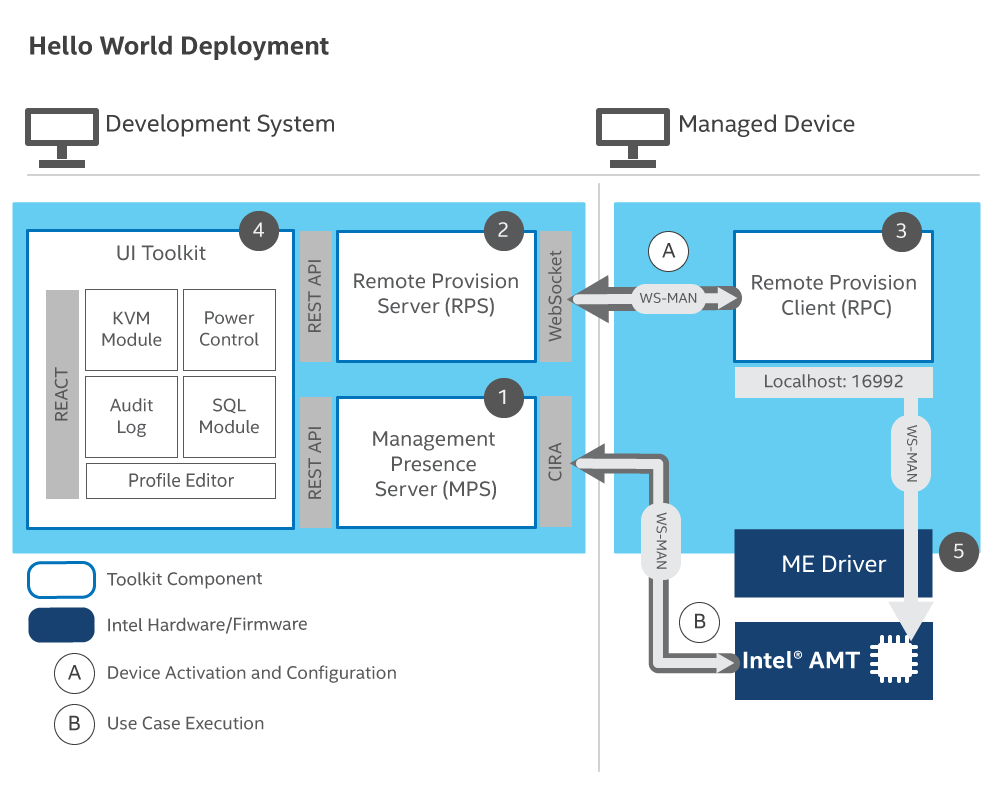 Hello World Deployment
Development System
Managed Device
4
UI Toolkit
REACT
KVM
Module
Power
Control
Audit
Log
SQL
Module
Profile Editor
REST API
2
Remote Provision
Server (RPS)
WebSocket
REST API
1
Management
Presence
Server (MPS)
CIRA
A
WS-MAN
3
Remote Provision
Client (RPC)
Localhost: 16992
WS-MAN
WS-MAN
5
ME Driver
B
Intel® AMT
Toolkit Component
Intel Hardware/Firmware
A
Device Activation and Configuration
B
Use Case Execution